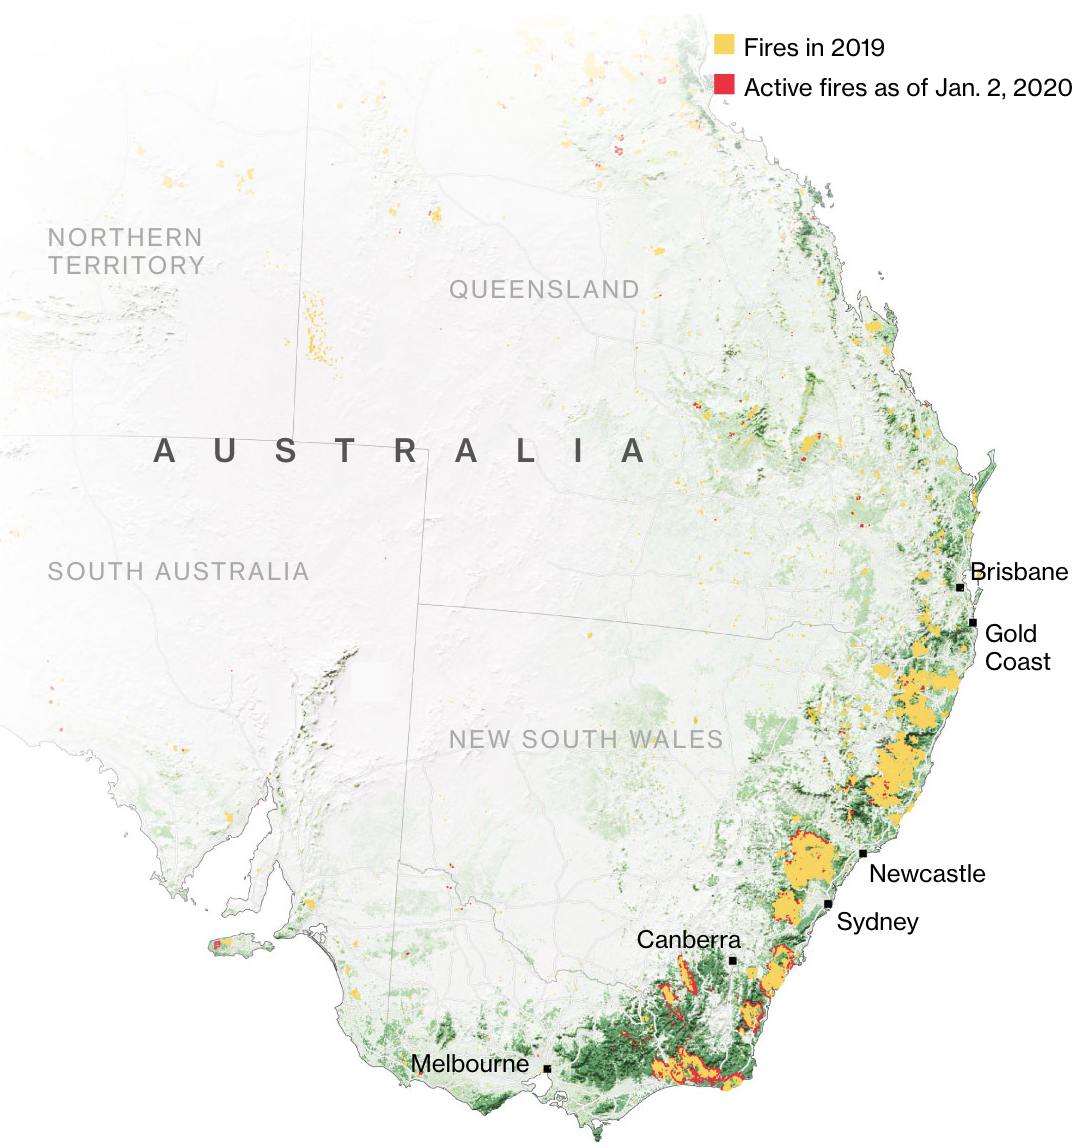 Fires in 2019
Active fires as of Jan. 2, 2020
NORTHERN
TERRITORY
QUEENSLAND
AUSTRALIA
SOUTH AUSTRALIA
Brisbane
Gold
Coast
NEW SOUTH WALES
Newcastle
Sydney
Canberra
Melbourne